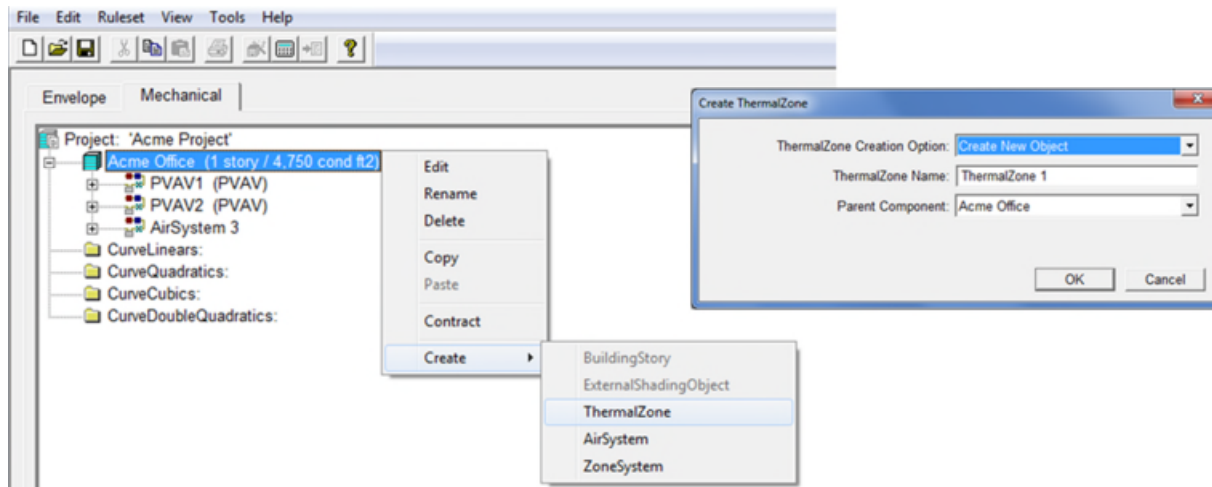 File Edit Ruleset View Tools Help
Envelope Mechanical
Project: 'Acme Project'
Acme Office (1 story / 4,750 cond ft2)
PVAV1 (PVAV)
PVAV2 (PVAV)
AirSystem 3
CurveLinears:
CurveQuadratics:
CurveCubics:
CurveDoubleQuadratics:
Edit
Rename
Delete
Copy
Paste
Contract
Create
BuildingStory
ExternalShadingObject
ThermalZone
AirSystem
ZoneSystem
Create ThermalZone
ThermalZone Creation Option: Create New Object
ThermalZone Name: ThermalZone 1
Parent Component: Acme Office
OK Cancel